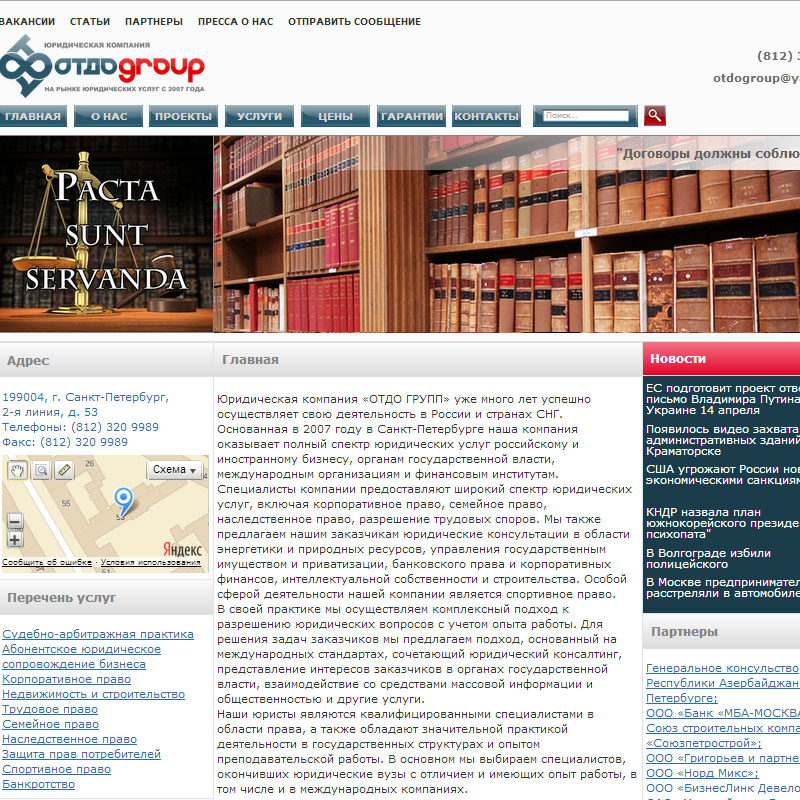 ВАКАНСИИ СТАТЬИ ПАРТНЕРЫ ПРЕССА О НАС ОТПРАВИТЬ СООБЩЕНИЕ
ЮРИДИЧЕСКАЯ КОМПАНИЯ
отдоgroup
НА РЫНКЕ ЮРИДИЧЕСКИХ УСЛУГ С 2007 ГОДА
(812) 3
otdogroup@y
ГЛАВНАЯ О НАС ПРОЕКТЫ УСЛУГИ ЦЕНЫ ГАРАНТИИ КОНТАКТЫ Поиск...
PACTA
SUNT
SERVANDA
"Договоры должны соблю
Адрес
199004, г. Санкт-Петербург,
2-я линия, д. 53
Телефоны: (812) 320 9989
Факс: (812) 320 9989
26
Схема
55
53
Яндекс
Сообщить об ошибке · Условия использования
Перечень услуг
Судебно-арбитражная практика
Абонентское юридическое
сопровождение бизнеса
Корпоративное право
Недвижимость и строительство
Трудовое право
Семейное право
Наследственное право
Защита прав потребителей
Спортивное право
Банкротство
Главная
Юридическая компания «ОТДО ГРУПП» уже много лет успешно
осуществляет свою деятельность в России и странах СНГ.
Основанная в 2007 году в Санкт-Петербурге наша компания
оказывает полный спектр юридических услуг российскому и
иностранному бизнесу, органам государственной власти,
международным организациям и финансовым институтам.
Специалисты компании предоставляют широкий спектр юридических
услуг, включая корпоративное право, семейное право,
наследственное право, разрешение трудовых споров. Мы также
предлагаем нашим заказчикам юридические консультации в области
энергетики и природных ресурсов, управления государственным
имуществом и приватизации, банковского права и корпоративных
финансов, интеллектуальной собственности и строительства. Особой
сферой деятельности нашей компании является спортивное право.
В своей практике мы осуществляем комплексный подход к
разрешению юридических вопросов с учетом опыта работы. Для
решения задач заказчиков мы предлагаем подход, основанный на
международных стандартах, сочетающий юридический консалтинг,
представление интересов заказчиков в органах государственной
власти, взаимодействие со средствами массовой информации и
общественностью и другие услуги.
Наши юристы являются квалифицированными специалистами в
области права, а также обладают значительной практикой
деятельности в государственных структурах и опытом
преподавательской работы. В основном мы выбираем специалистов,
окончивших юридические вузы с отличием и имеющих опыт работы, в
том числе и в международных компаниях.
Новости
ЕС подготовит проект отве
письмо Владимира Путина
Украине 14 апреля
Появилось видео захвата
административных зданий
Краматорске
США угрожают России нов
экономическими санкциям
КНДР назвала план
южнокорейского президе
психопата"
В Волгограде избили
полицейского
В Москве предпринимател
расстреляли в автомобиле
Партнеры
Генеральное консульство
Республики Азербайджан
Петербурге;
ООО «Банк «МБА-МОСКВА
Союз строительных компа
«Союзпетрострой»;
ООО «Григорьев и партне
ООО «Норд Микс»;
ООО «БизнесЛинк Девело